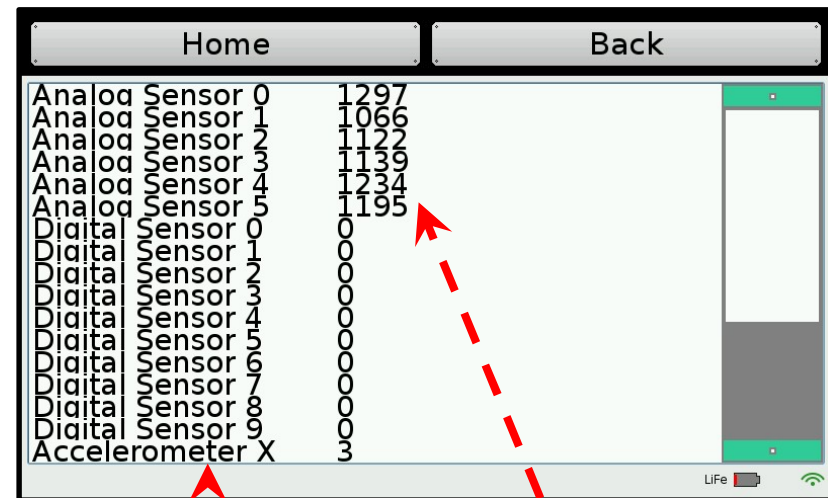 Home Back
Analog Sensor 0 1297
Analog Sensor 1 1066
Analog Sensor 2 1122
Analog Sensor 3 1139
Analog Sensor 4 1234
Analog Sensor 5 1195
Digital Sensor 0 0
Digital Sensor 1 0
Digital Sensor 2 0
Digital Sensor 3 0
Digital Sensor 4 0
Digital Sensor 5 0
Digital Sensor 6 0
Digital Sensor 7 0
Digital Sensor 8 0
Digital Sensor 9 0
Accelerometer X 3
LiFe